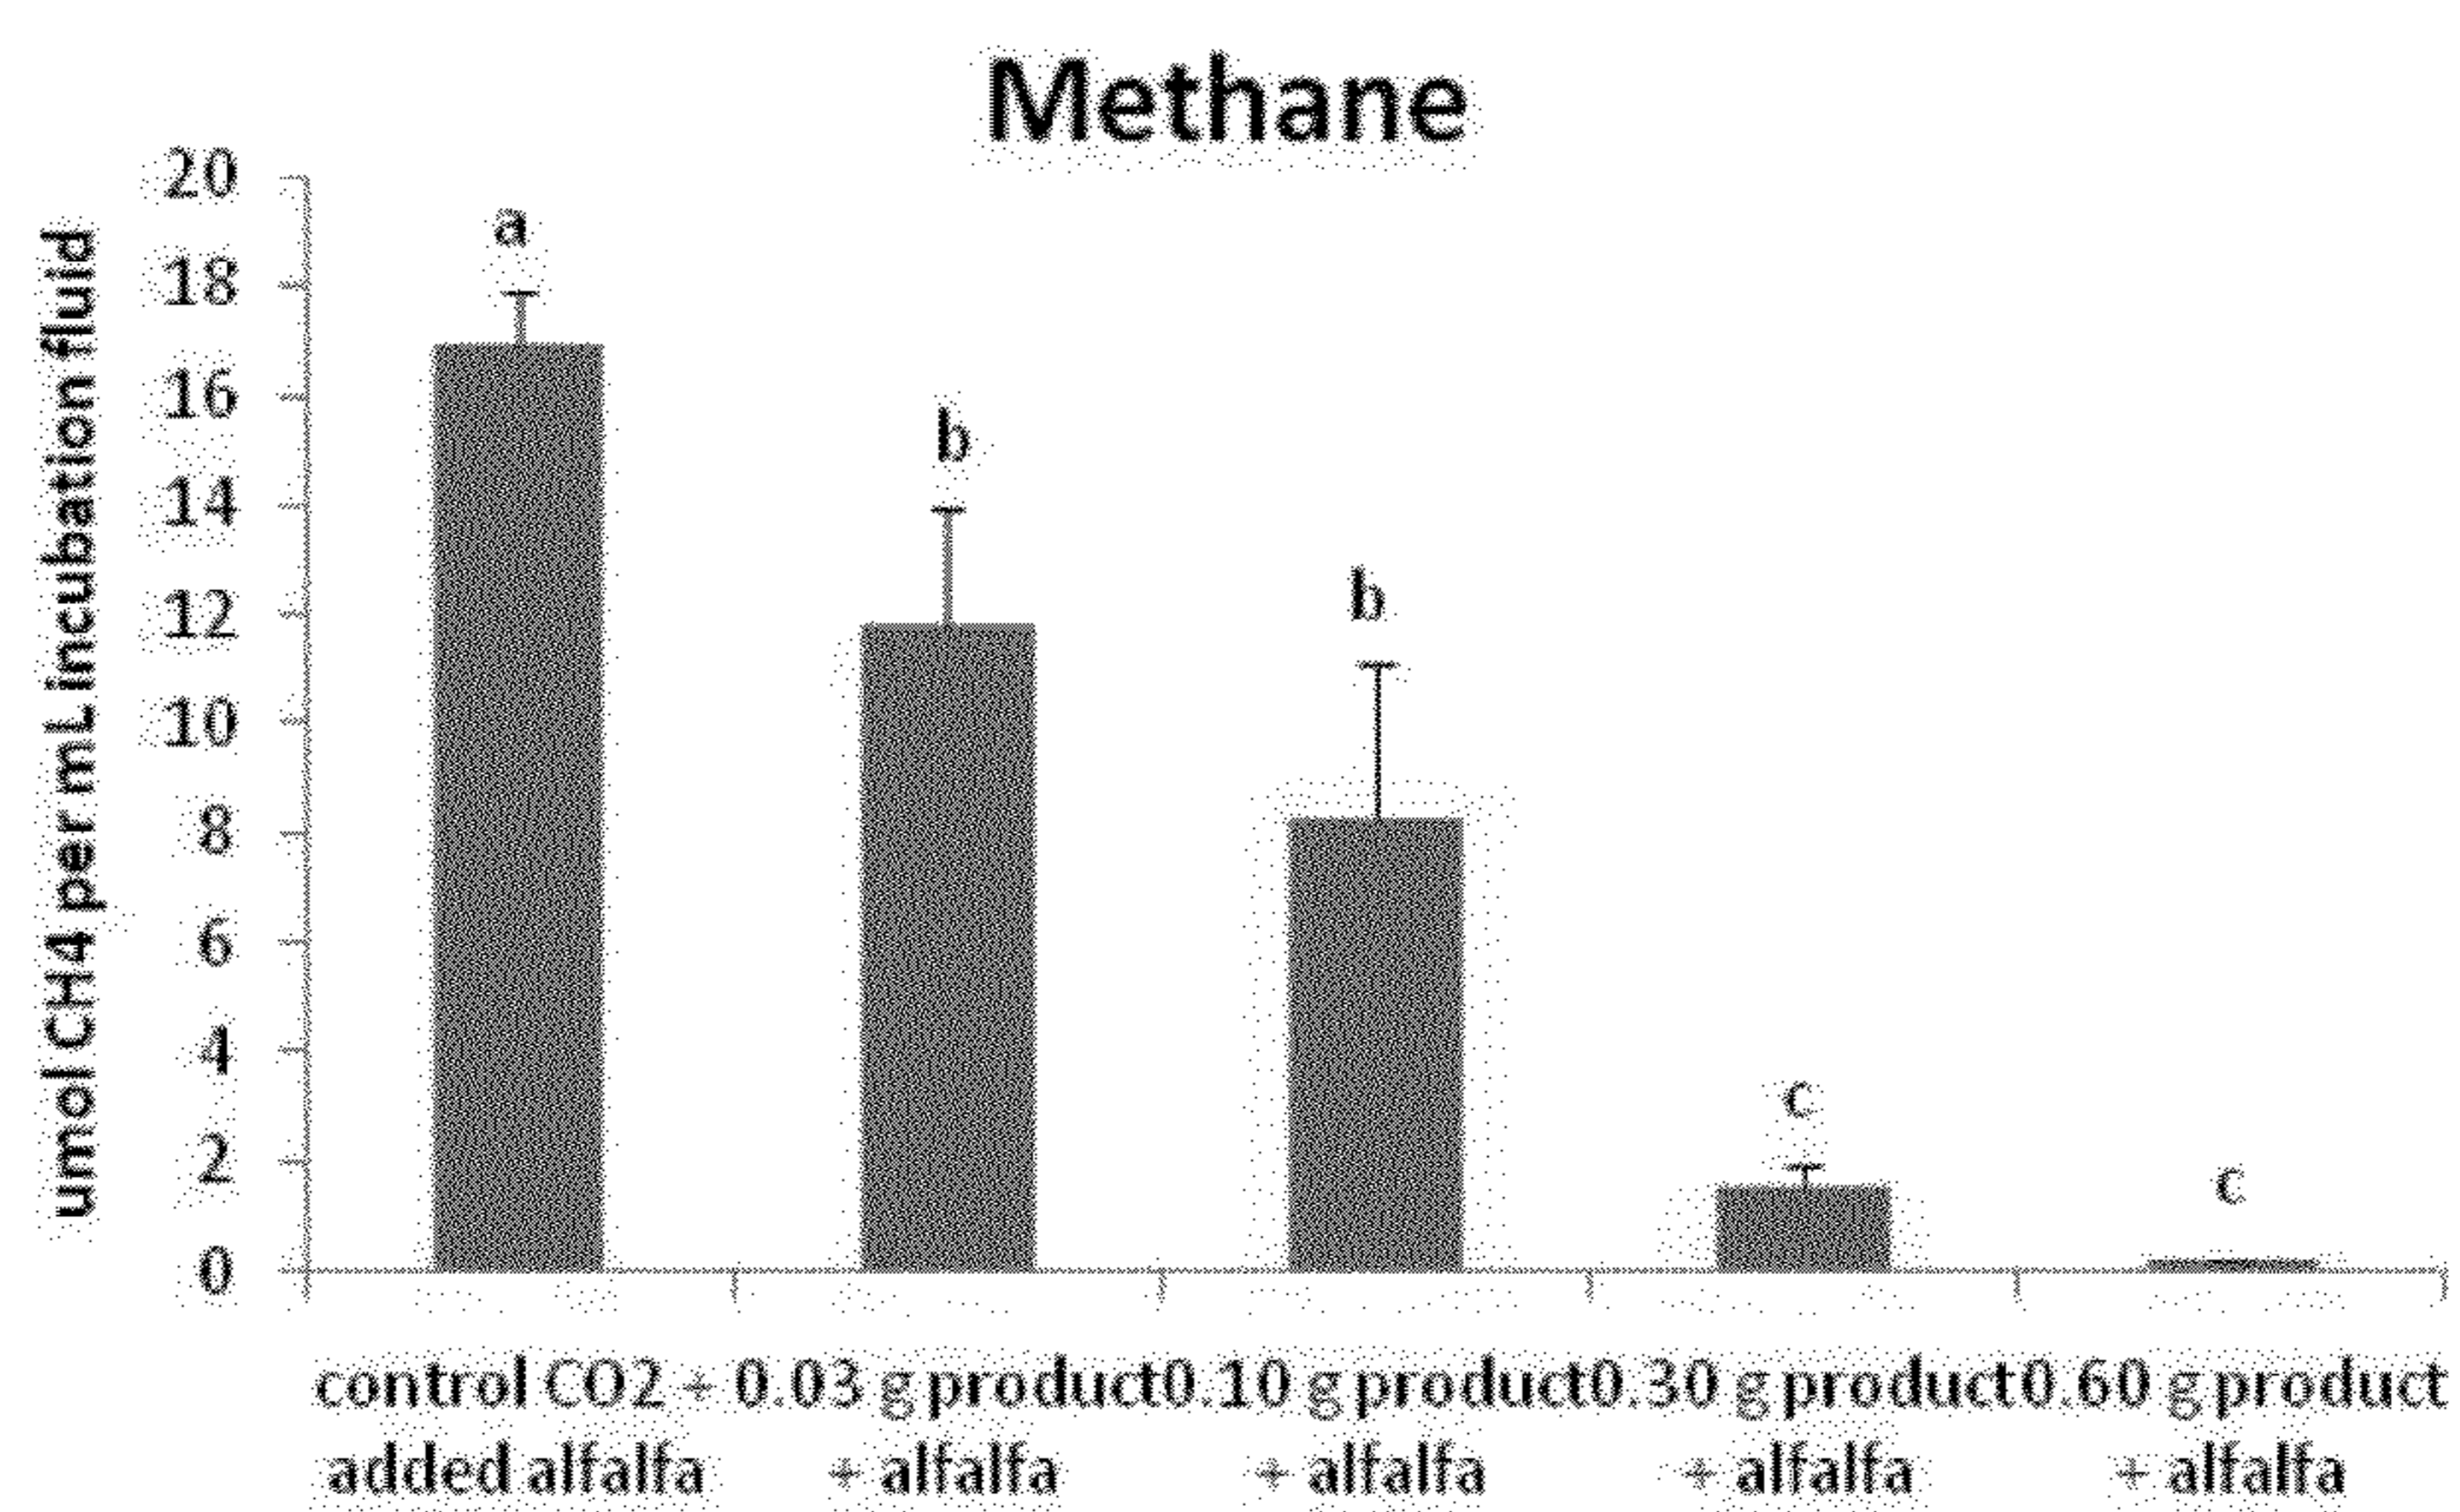 Methane
umol CH4 per mL incubation fluid
20
18
16
14
12
10
8
6
4
2
0
a
b
b
c
c
control CO2 + 0.03 g product 0.10 g product 0.30 g product 0.60 g product
added alfalfa + alfalfa + alfalfa + alfalfa + alfalfa